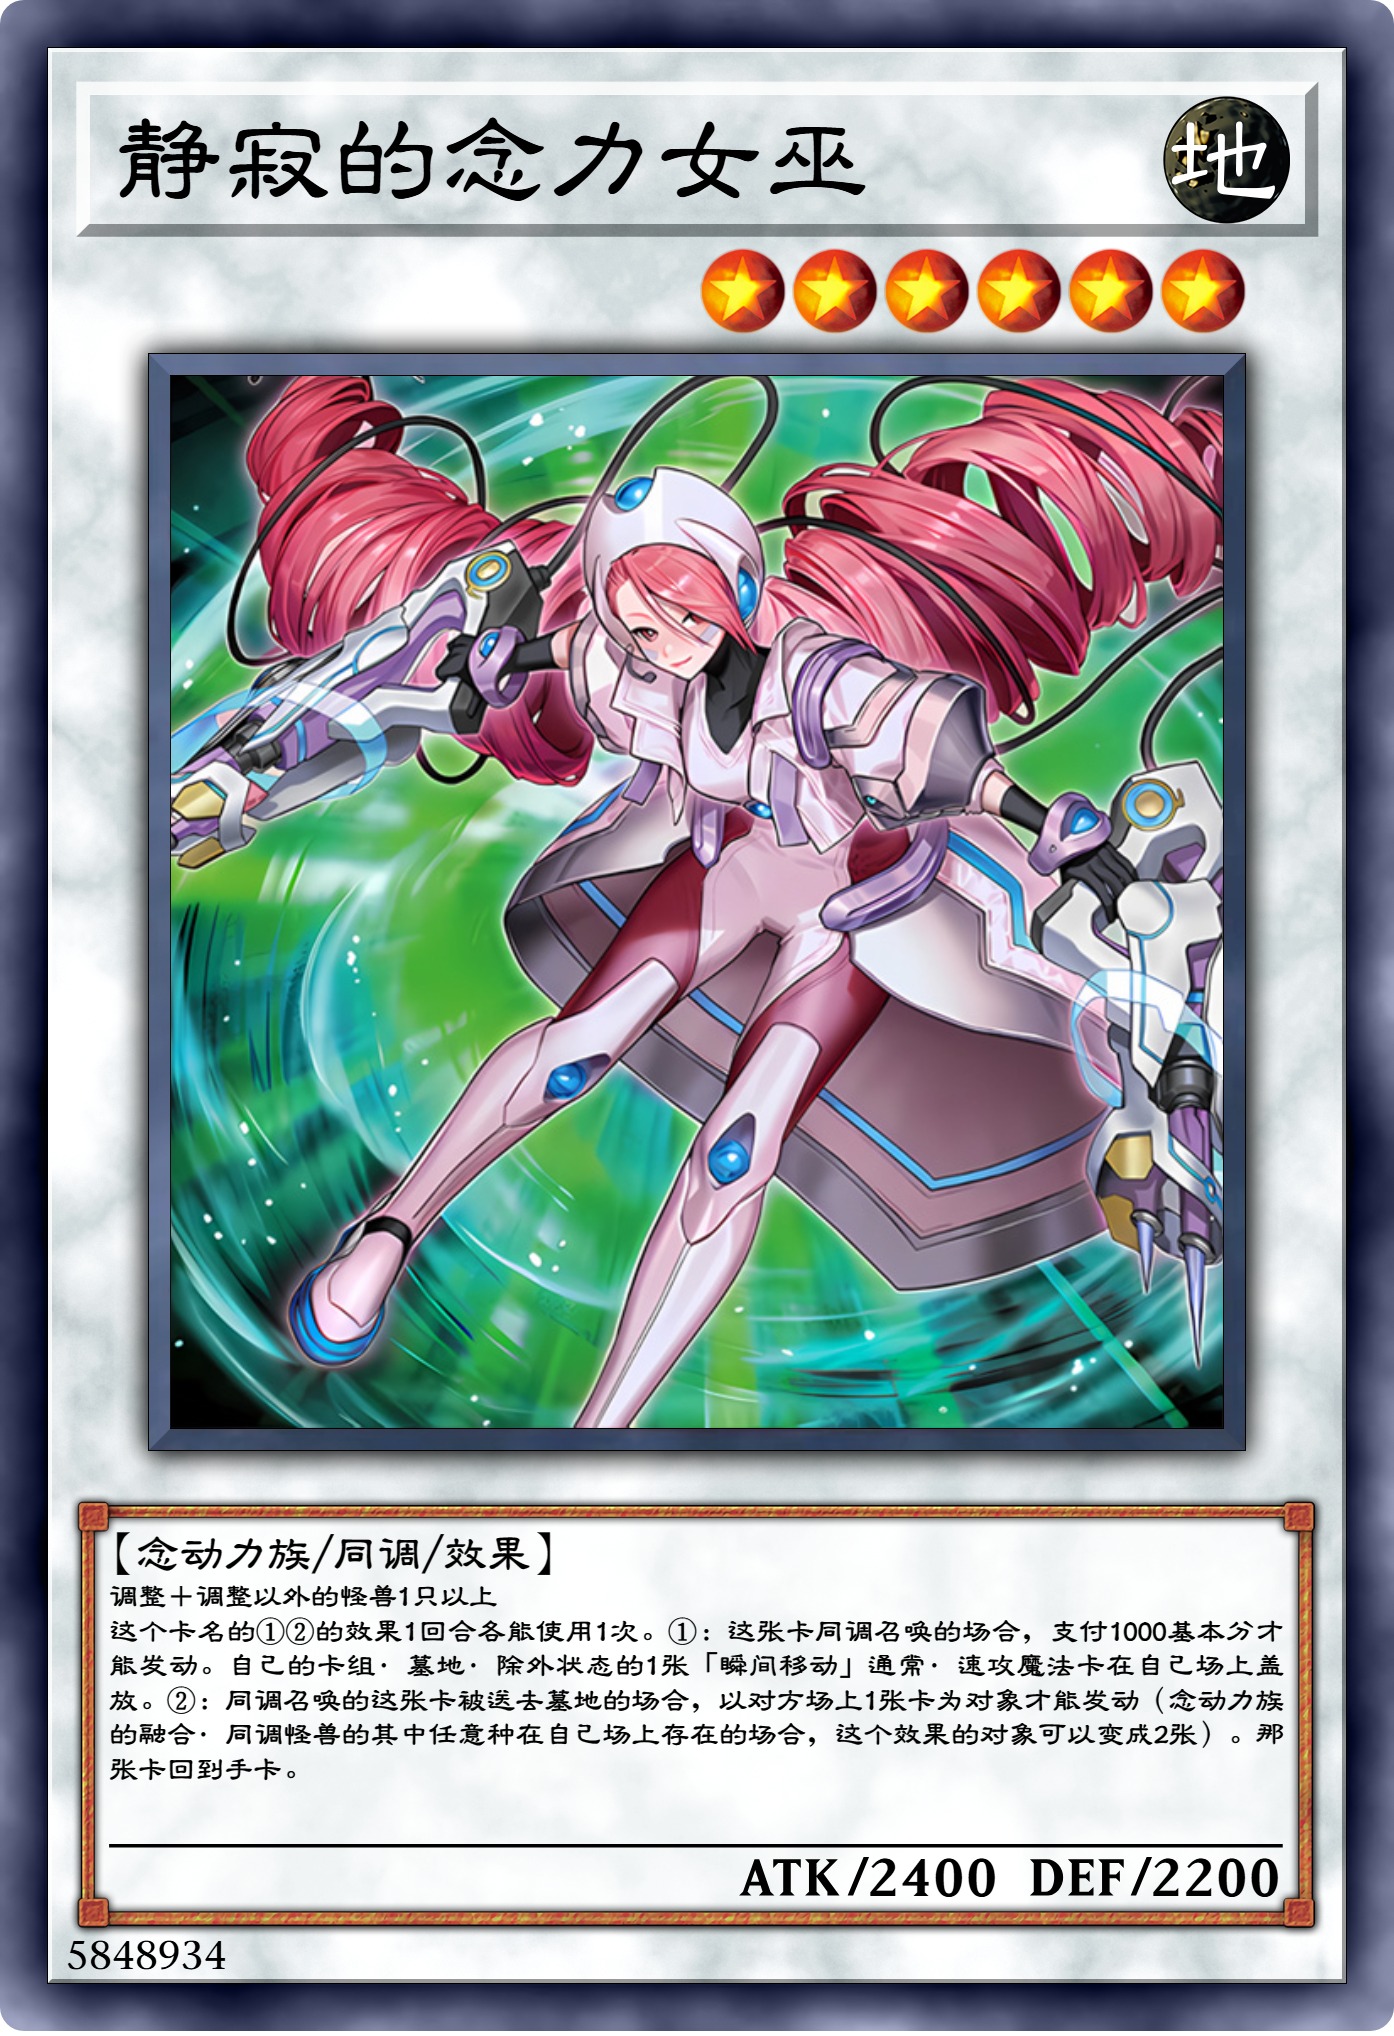 静寂的念力女巫
地
【念动力族/同调/效果】
调整＋调整以外的怪兽1只以上
这个卡名的①②的效果1回合各能使用1次。①：这张卡同调召唤的场合，支付1000基本分才
能发动。自己的卡组·墓地·除外状态的1张「瞬间移动」通常·速攻魔法卡在自己场上盖
放。②：同调召唤的这张卡被送去墓地的场合，以对方场上1张卡为对象才能发动（念动力族
的融合·同调怪兽的其中任意种在自己场上存在的场合，这个效果的对象可以变成2张）。那
张卡回到手卡。
ATK/2400 DEF/2200
5848934